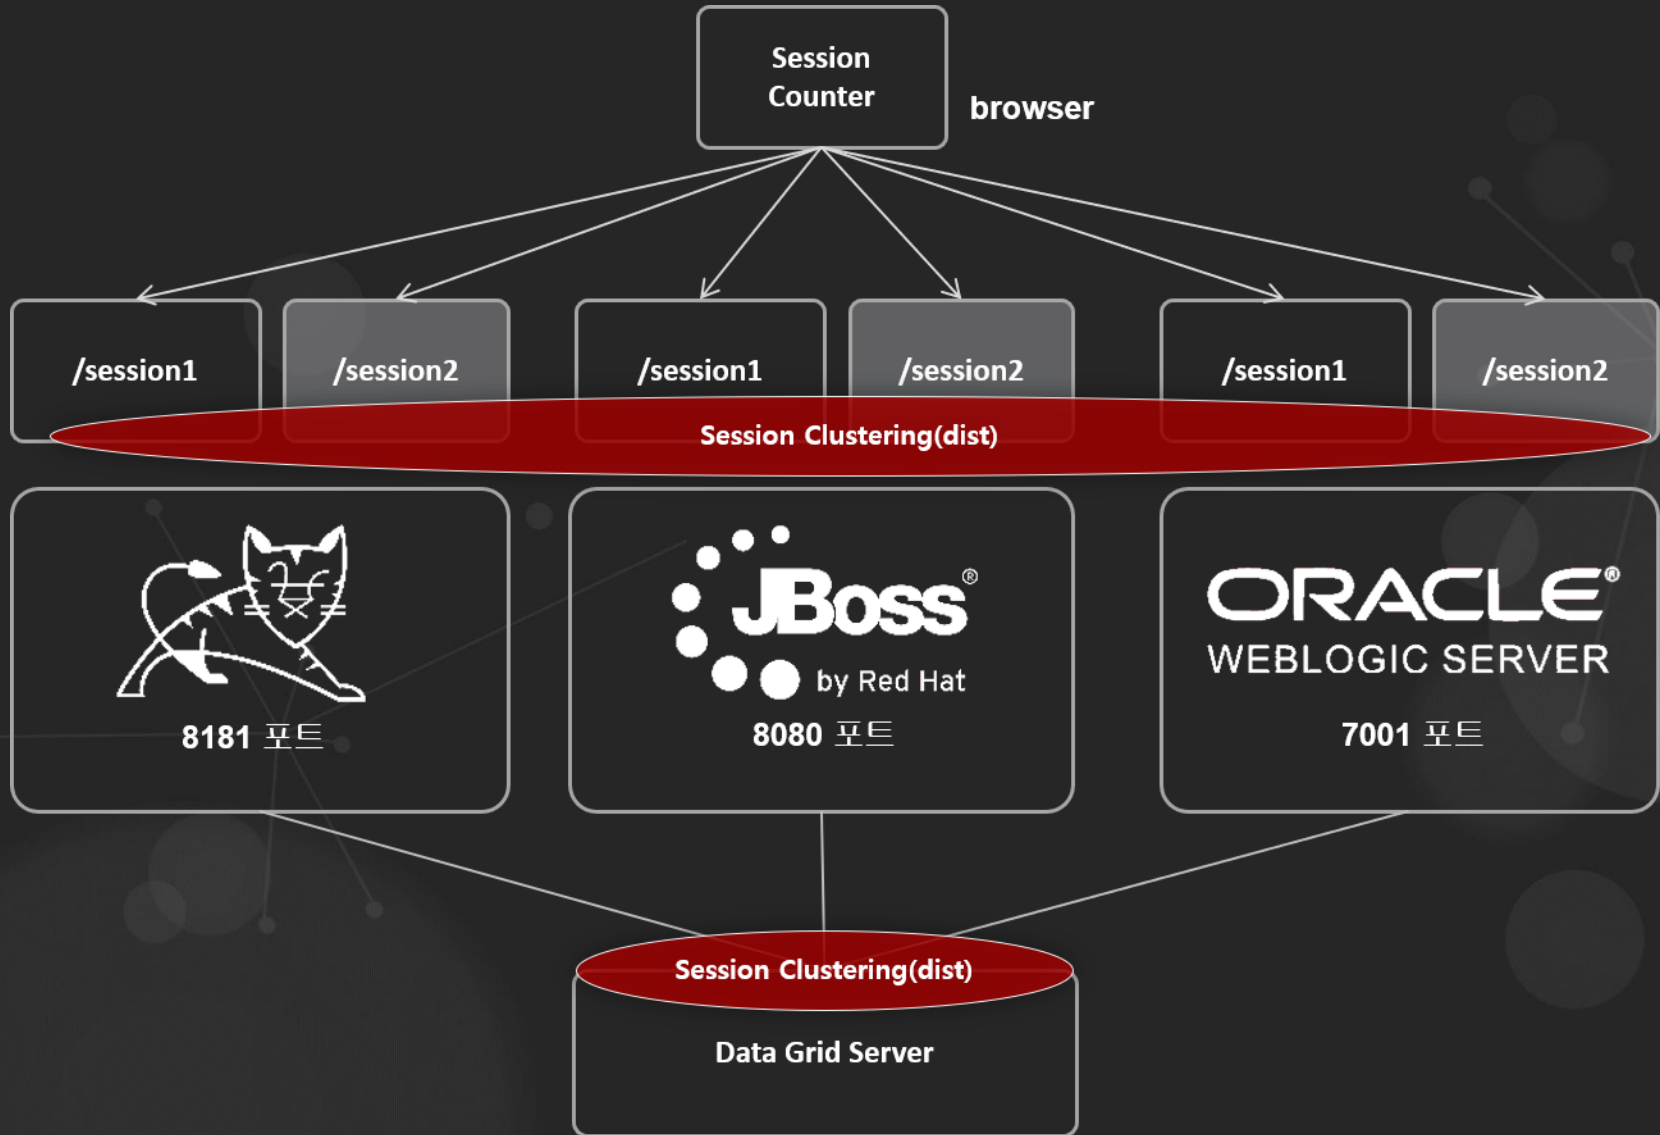 Session
Counter
browser
/session1
/session2
/session1
/session2
/session1
/session2
Session Clustering(dist)
8181 포트
JBoss®
by Red Hat
8080 포트
ORACLE®
WEBLOGIC SERVER
7001 포트
Session Clustering(dist)
Data Grid Server